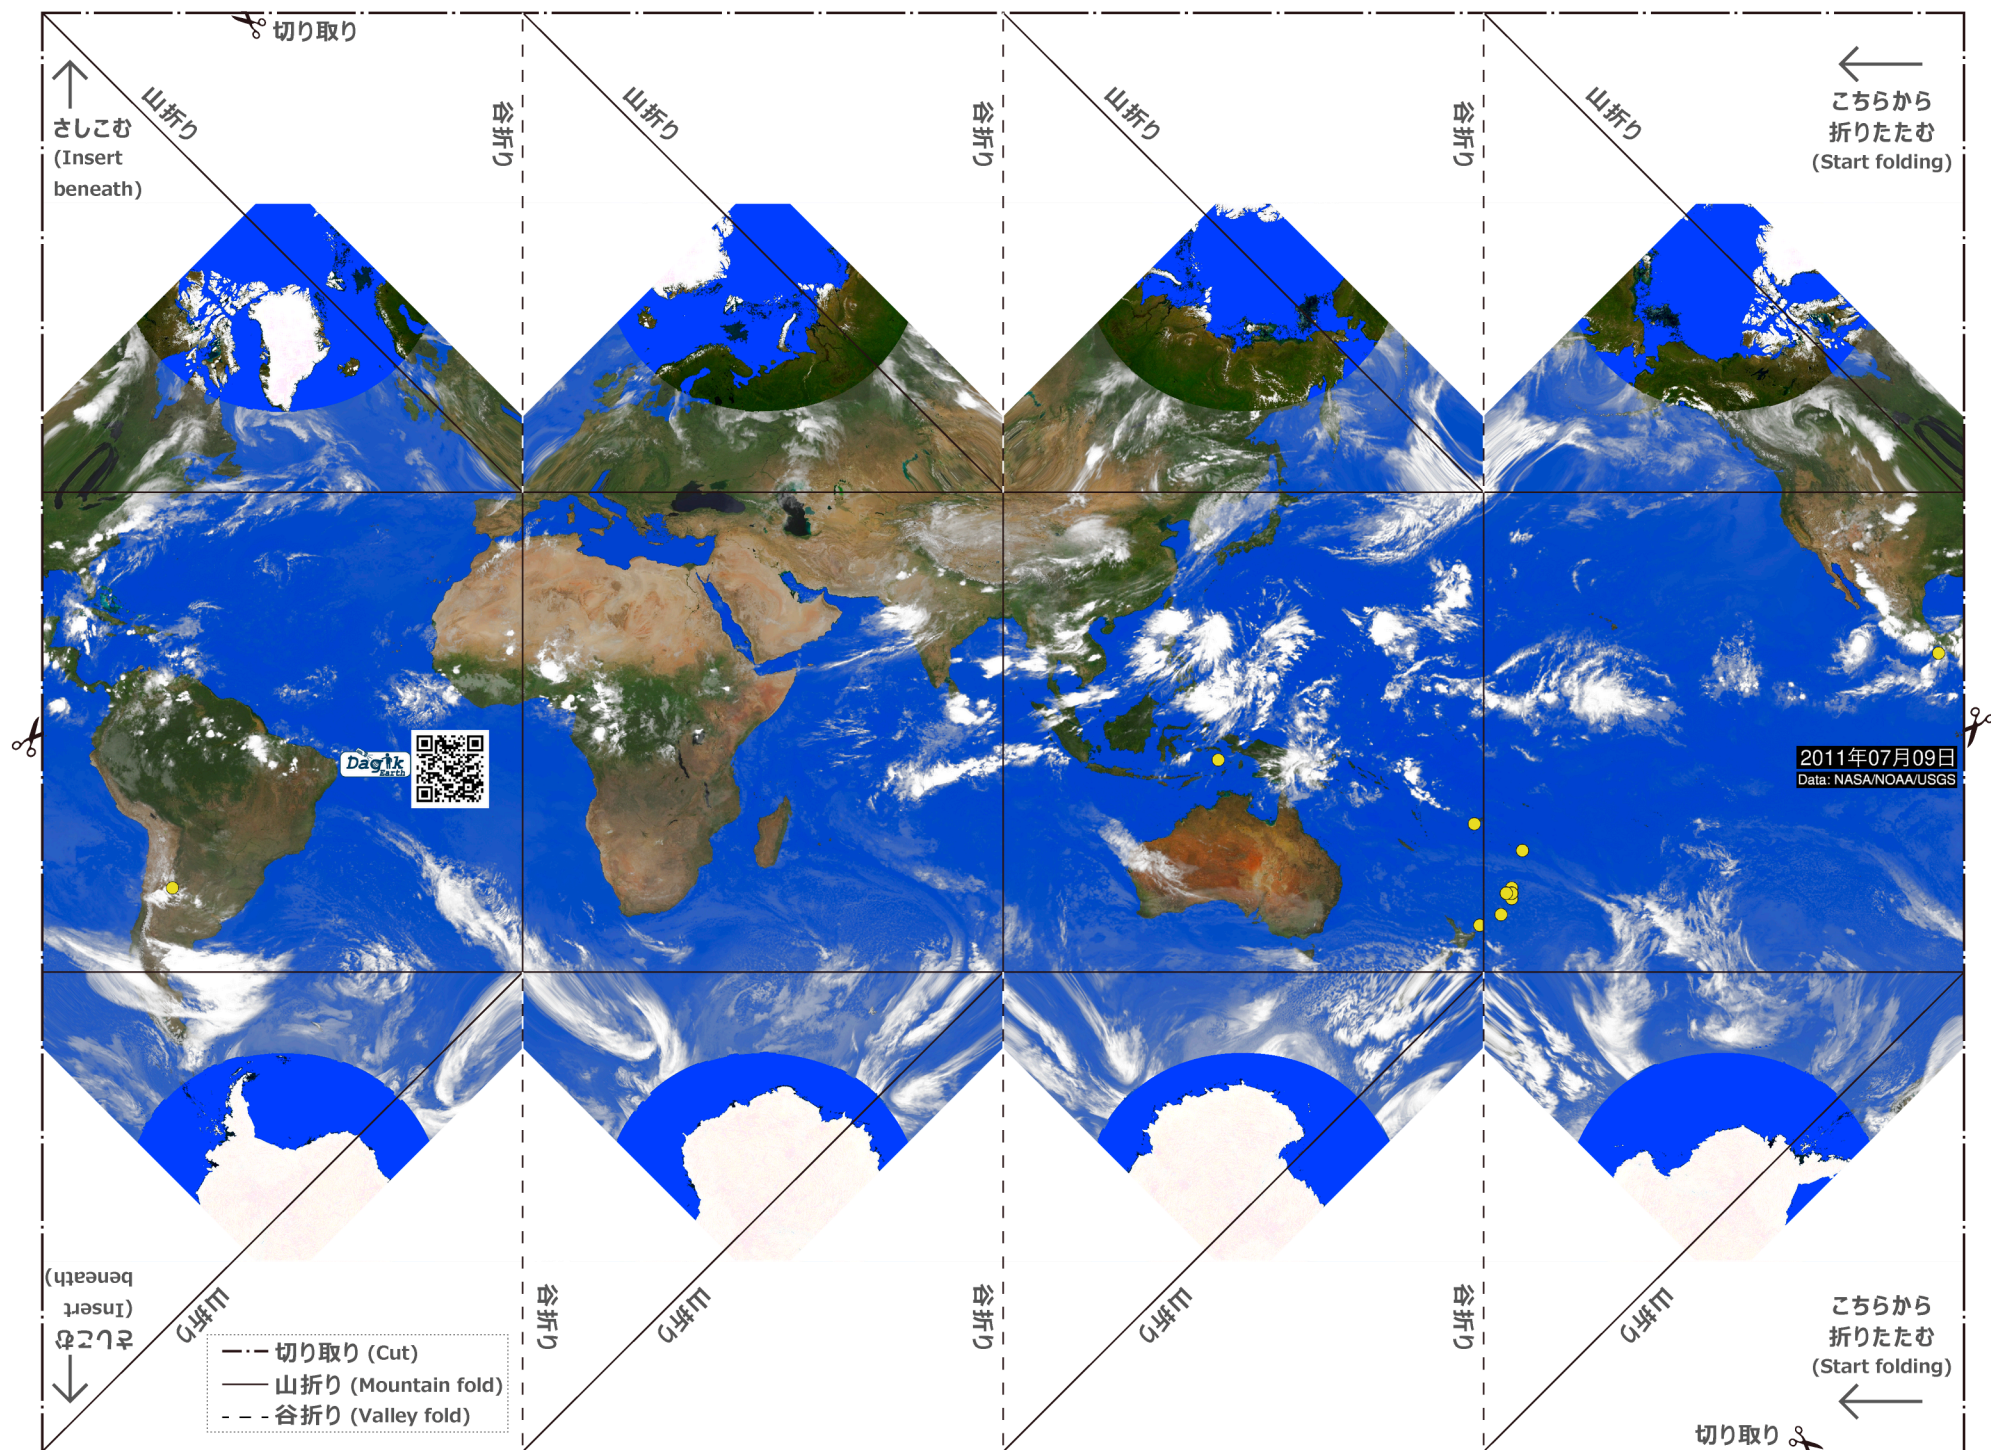 切り取り
さしこむ
(Insert
beneath)
山折り
谷折り
山折り
谷折り
山折り
谷折り
山折り
こちらから
折りたたむ
(Start folding)
Dagik
Earth
2011年07月09日
Data: NASA/NOAA/USGS
さしこむ
(Insert
beneath)
山折り
谷折り
山折り
谷折り
山折り
谷折り
山折り
こちらから
折りたたむ
(Start folding)
切り取り (Cut)
山折り (Mountain fold)
谷折り (Valley fold)
切り取り